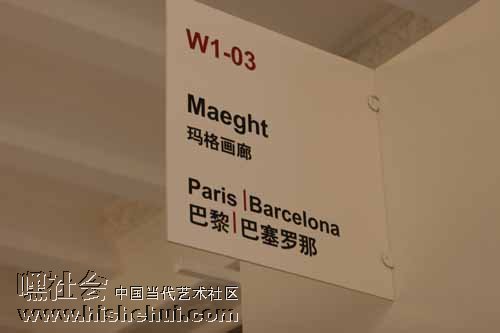 W1-03
Maeght
玛格画廊
Paris|Barcelona
巴黎|巴塞罗那
嘿社会 中国当代艺术社区
www.hishehui.com